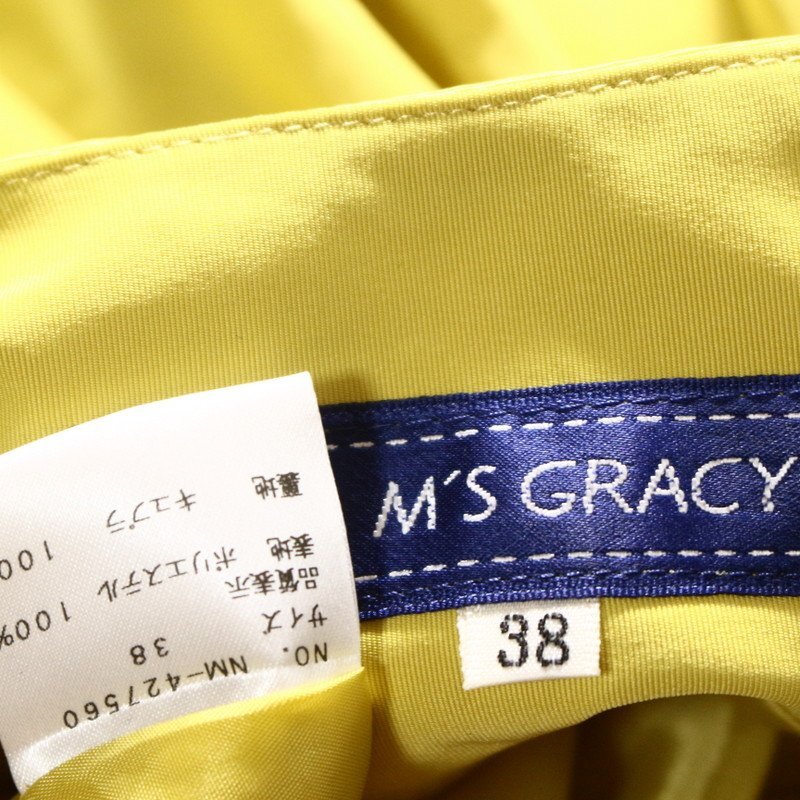 M'S GRACY
38
NO. NM-427560
サイズ 38
品質表示
表地 ポリエステル 100%
裏地 キュプラ 100